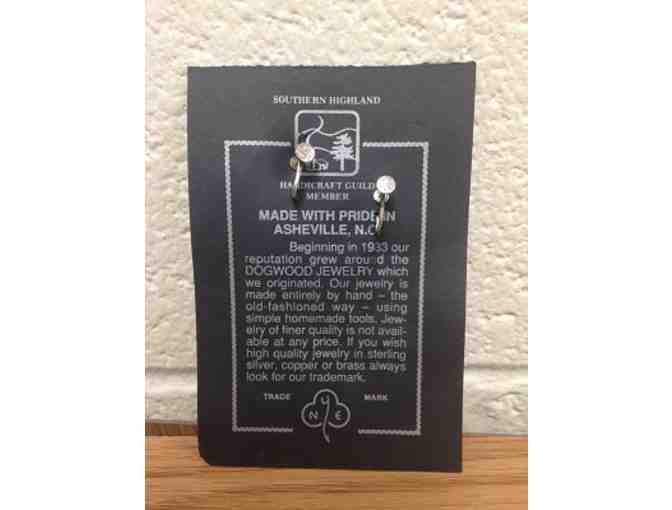 SOUTHERN HIGHLAND
HANDICRAFT GUILD
MEMBER
MADE WITH PRIDE IN
ASHEVILLE, N.C.
Beginning in 1933 our
reputation grew around the
DOGWOOD JEWELRY which
we originated. Our jewelry is
made entirely by hand – the
old-fashioned way – using
simple homemade tools. Jew-
elry of finer quality is not avail-
able at any price. If you wish
high quality jewelry in sterling
silver, copper or brass always
look for our trademark.
TRADE MARK
N Y E